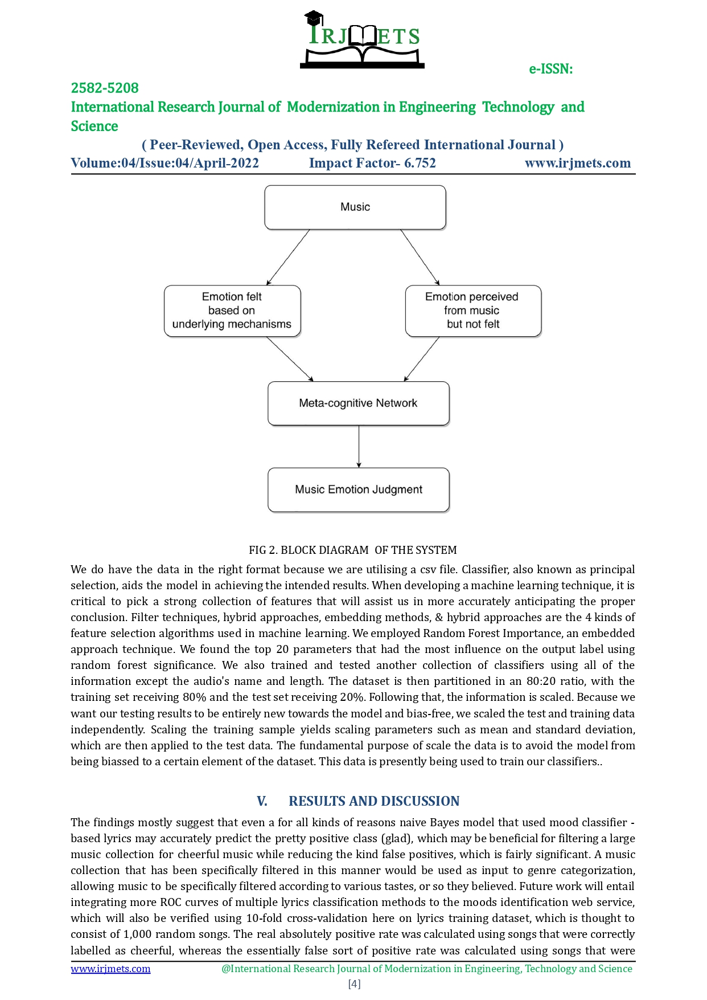 IRJMETS
e-ISSN:
2582-5208
International Research Journal of Modernization in Engineering Technology and
Science
( Peer-Reviewed, Open Access, Fully Refereed International Journal )
Volume:04/Issue:04/April-2022 Impact Factor- 6.752 www.irjmets.com
Music
Emotion felt
based on
underlying mechanisms
Emotion perceived
from music
but not felt
Meta-cognitive Network
Music Emotion Judgment
FIG 2. BLOCK DIAGRAM OF THE SYSTEM
We do have the data in the right format because we are utilising a csv file. Classifier, also known as principal
selection, aids the model in achieving the intended results. When developing a machine learning technique, it is
critical to pick a strong collection of features that will assist us in more accurately anticipating the proper
conclusion. Filter techniques, hybrid approaches, embedding methods, & hybrid approaches are the 4 kinds of
feature selection algorithms used in machine learning. We employed Random Forest Importance, an embedded
approach technique. We found the top 20 parameters that had the most influence on the output label using
random forest significance. We also trained and tested another collection of classifiers using all of the
information except the audio's name and length. The dataset is then partitioned in an 80:20 ratio, with the
training set receiving 80% and the test set receiving 20%. Following that, the information is scaled. Because we
want our testing results to be entirely new towards the model and bias-free, we scaled the test and training data
independently. Scaling the training sample yields scaling parameters such as mean and standard deviation,
which are then applied to the test data. The fundamental purpose of scale the data is to avoid the model from
being biassed to a certain element of the dataset. This data is presently being used to train our classifiers..
V. RESULTS AND DISCUSSION
The findings mostly suggest that even a for all kinds of reasons naive Bayes model that used mood classifier -
based lyrics may accurately predict the pretty positive class (glad), which may be beneficial for filtering a large
music collection for cheerful music while reducing the kind false positives, which is fairly significant. A music
collection that has been specifically filtered in this manner would be used as input to genre categorization,
allowing music to be specifically filtered according to various tastes, or so they believed. Future work will entail
integrating more ROC curves of multiple lyrics classification methods to the moods identification web service,
which will also be verified using 10-fold cross-validation here on lyrics training dataset, which is thought to
consist of 1,000 random songs. The real absolutely positive rate was calculated using songs that were correctly
labelled as cheerful, whereas the essentially false sort of positive rate was calculated using songs that were
www.irjmets.com @International Research Journal of Modernization in Engineering, Technology and Science
[4]